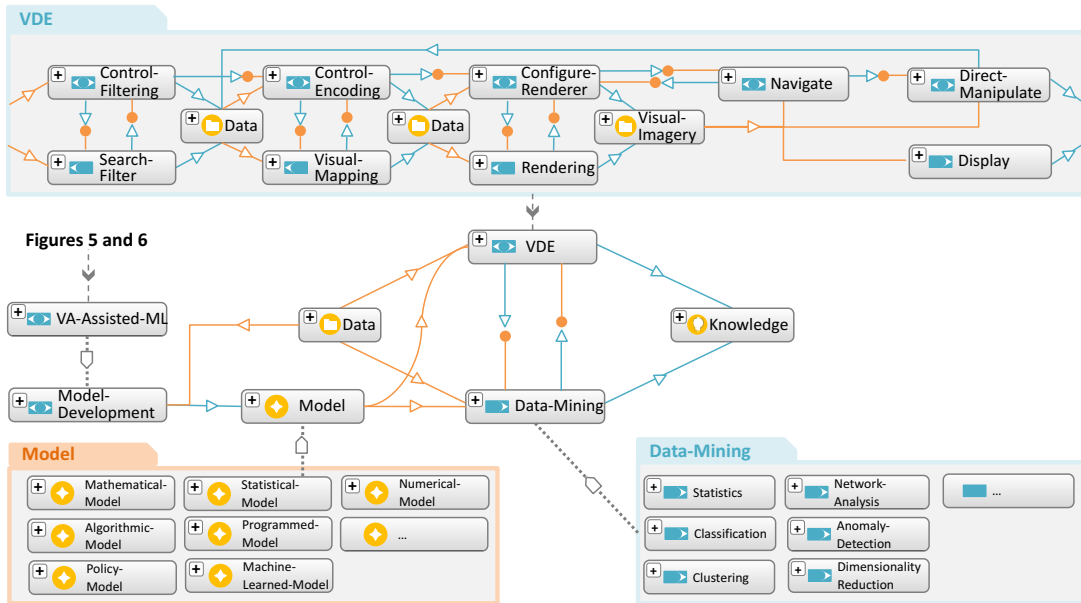 VDE
Control-
Filtering
Control-
Encoding
Configure-
Renderer
Navigate
Direct-
Manipulate
Data
Data
Visual-
Imagery
Search-
Filter
Visual-
Mapping
Rendering
Display
Figures 5 and 6
VDE
VA-Assisted-ML
Data
Knowledge
Model-
Development
Model
Data-Mining
Model
Mathematical-
Model
Statistical-
Model
Numerical-
Model
Algorithmic-
Model
Programmed-
Model
...
Policy-
Model
Machine-
Learned-Model
Data-Mining
Statistics
Network-
Analysis
...
Classification
Anomaly-
Detection
Clustering
Dimensionality
Reduction